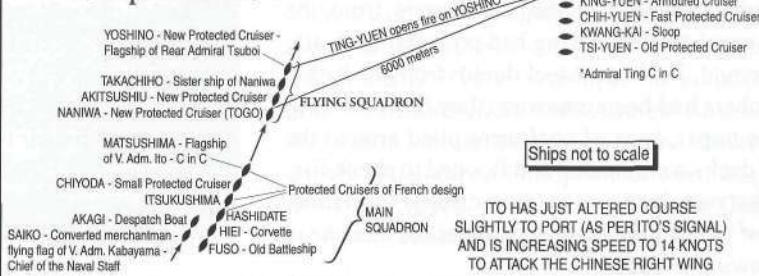 KING-YUEN - Armoured Cruiser
CHIH-YUEN - Fast Protected Cruiser
KWANG-KAI - Sloop
TSI-YUEN - Old Protected Cruiser
*Admiral Ting C in C
TING-YUEN opens fire on YOSHINO
6000 meters
YOSHINO - New Protected Cruiser -
Flagship of Rear Admiral Tsuboi
TAKACHIHO - Sister ship of Naniwa
AKITSUSHIU - New Protected Cruiser
NANIWA - New Protected Cruiser (TOGO)
FLYING SQUADRON
MATSUSHIMA - Flagship
of V. Adm. Ito - C in C
CHIYODA - Small Protected Cruiser
ITSUKUSHIMA
Protected Cruisers of French design
AKAGI - Despatch Boat
SAIKO - Converted merchantman -
flying flag of V. Adm. Kabayama -
Chief of the Naval Staff
HASHIDATE
HIEI - Corvette
FUSO - Old Battleship
MAIN
SQUADRON
Ships not to scale
ITO HAS JUST ALTERED COURSE
SLIGHTLY TO PORT (AS PER ITO'S SIGNAL)
AND IS INCREASING SPEED TO 14 KNOTS
TO ATTACK THE CHINESE RIGHT WING